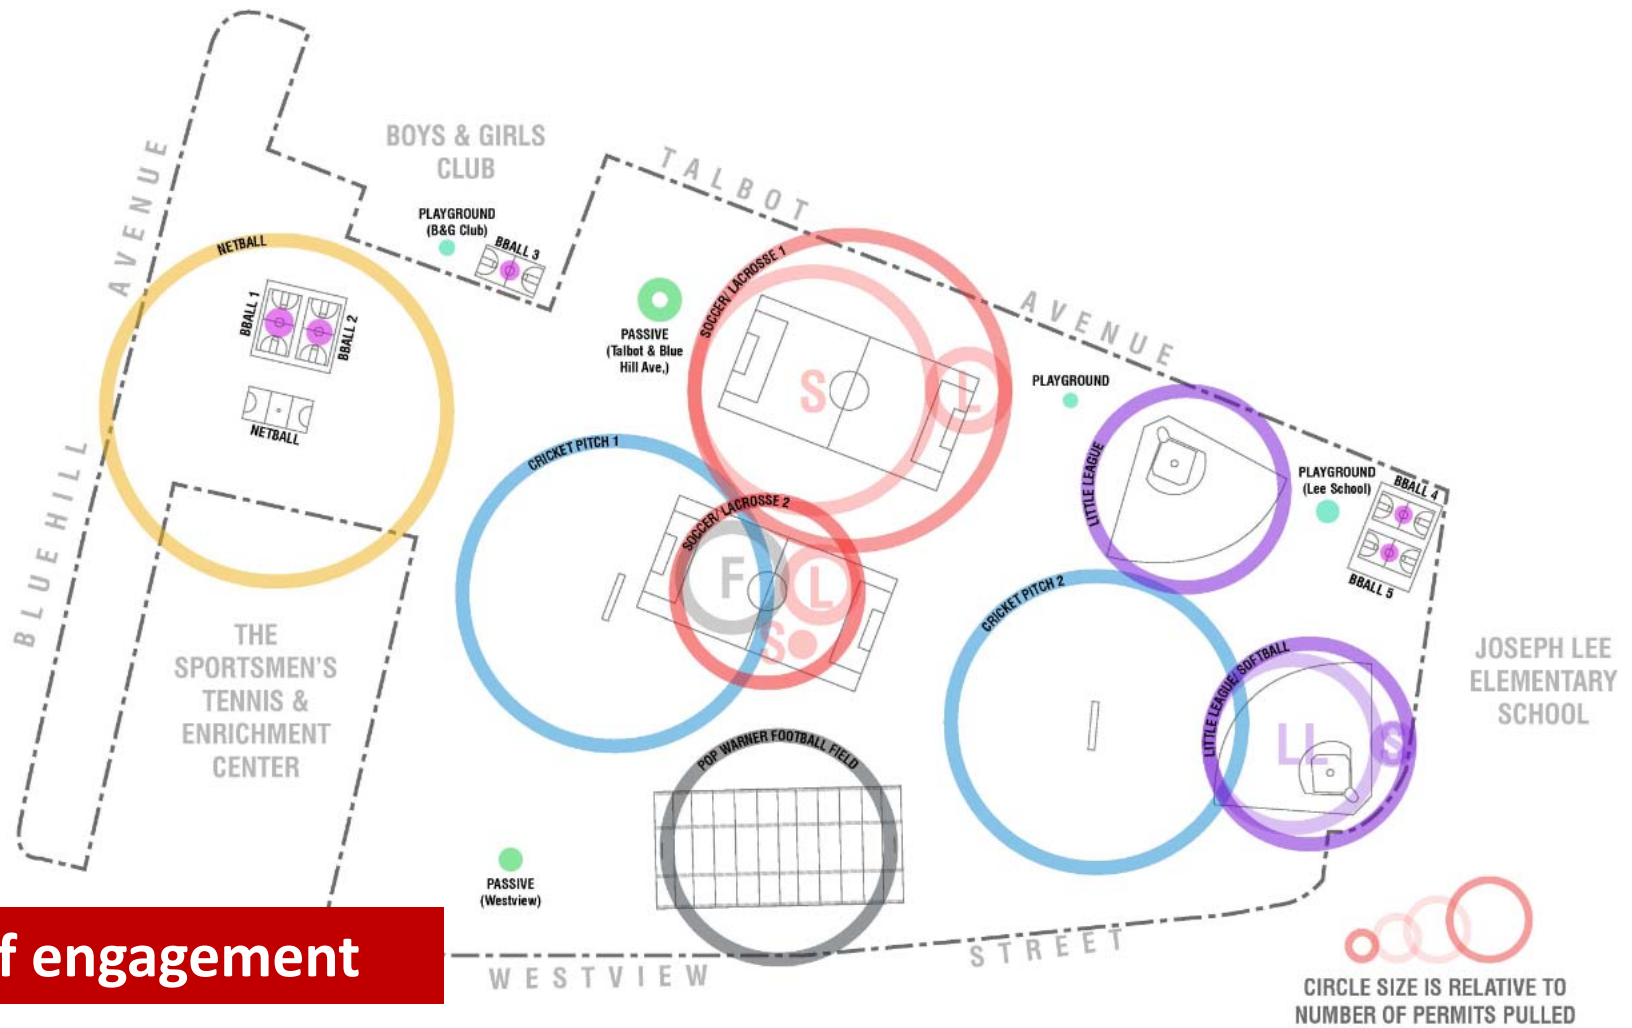 BOYS & GIRLS
CLUB
TALBOT
AVENUE
BLUE HILL
AVENUE
PLAYGROUND
(B&G Club)
BBALL 3
NETBALL
BBALL 1
BBALL 2
NETBALL
PASSIVE
(Talbot & Blue
Hill Ave,)
SOCCER/ LACROSSE 1
S
L
PLAYGROUND
CRICKET PITCH 1
SOCCER/ LACROSSE 2
F
L
S
LITTLE LEAGUE
PLAYGROUND
(Lee School)
BBALL 4
BBALL 5
CRICKET PITCH 2
LITTLE LEAGUE/ SOFTBALL
LL
S
THE
SPORTSMEN'S
TENNIS &
ENRICHMENT
CENTER
JOSEPH LEE
ELEMENTARY
SCHOOL
POP WARNER FOOTBALL FIELD
PASSIVE
(Westview)
f engagement
WESTVIEW
STREET
CIRCLE SIZE IS RELATIVE TO
NUMBER OF PERMITS PULLED